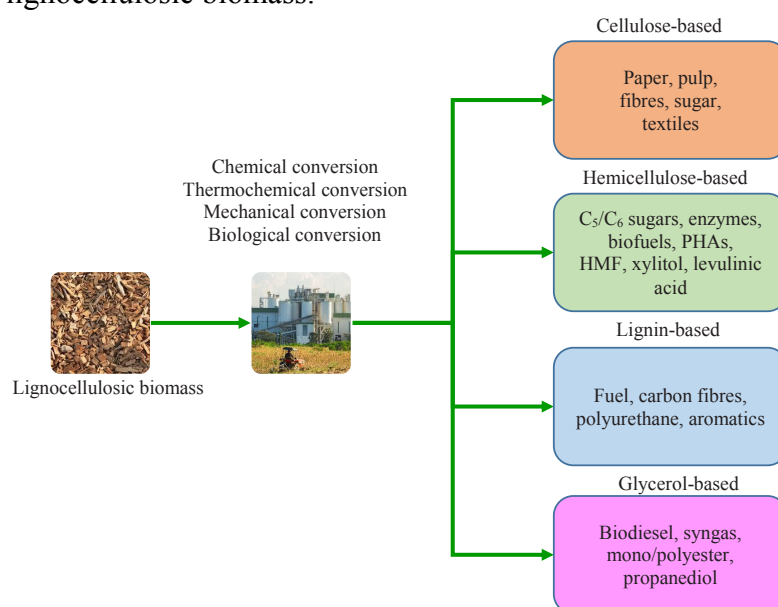 lignocellulosic biomass.
Cellulose-based
Paper, pulp,
fibres, sugar,
textiles
Chemical conversion
Thermochemical conversion
Mechanical conversion
Biological conversion
Hemicellulose-based
C₅/C₆ sugars, enzymes,
biofuels, PHAs,
HMF, xylitol, levulinic
acid
Lignocellulosic biomass
Lignin-based
Fuel, carbon fibres,
polyurethane, aromatics
Glycerol-based
Biodiesel, syngas,
mono/polyester,
propanediol